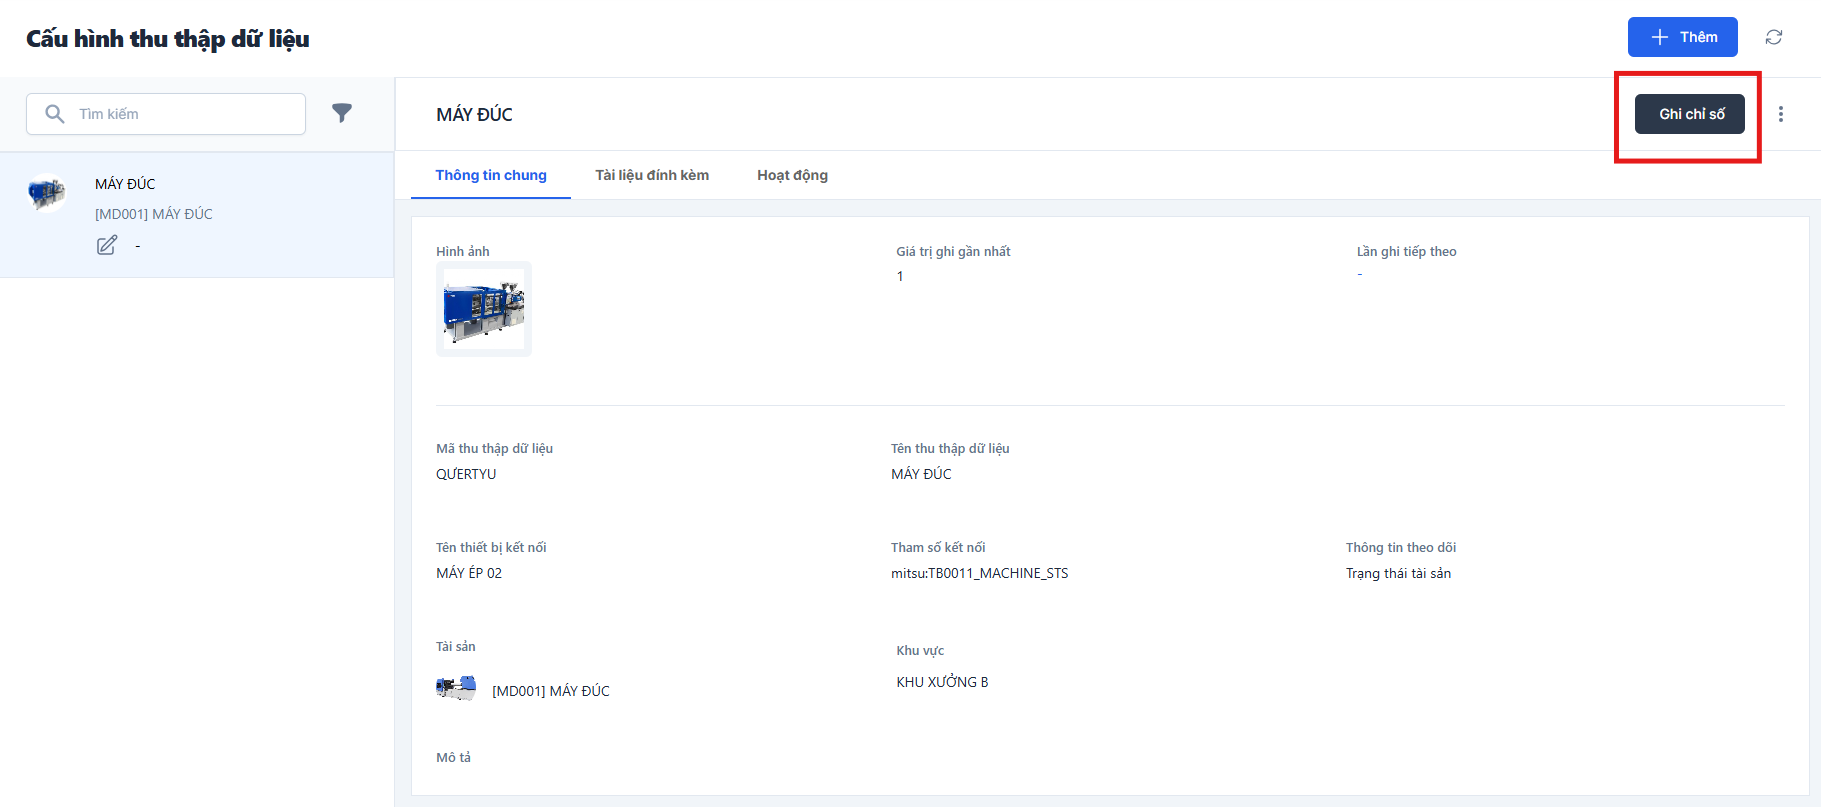 Cấu hình thu thập dữ liệu
Thêm
Tìm kiếm
MÁY ĐÚC
[MD001] MÁY ĐÚC
-
MÁY ĐÚC
Ghi chỉ số
Thông tin chung
Tài liệu đính kèm
Hoạt động
Hình ảnh
Giá trị ghi gần nhất
1
Lần ghi tiếp theo
-
Mã thu thập dữ liệu
QƯERTYU
Tên thu thập dữ liệu
MÁY ĐÚC
Tên thiết bị kết nối
MÁY ÉP 02
Tham số kết nối
mitsu:TB0011_MACHINE_STS
Thông tin theo dõi
Trạng thái tài sản
Tài sản
[MD001] MÁY ĐÚC
Khu vực
KHU XƯỞNG B
Mô tả